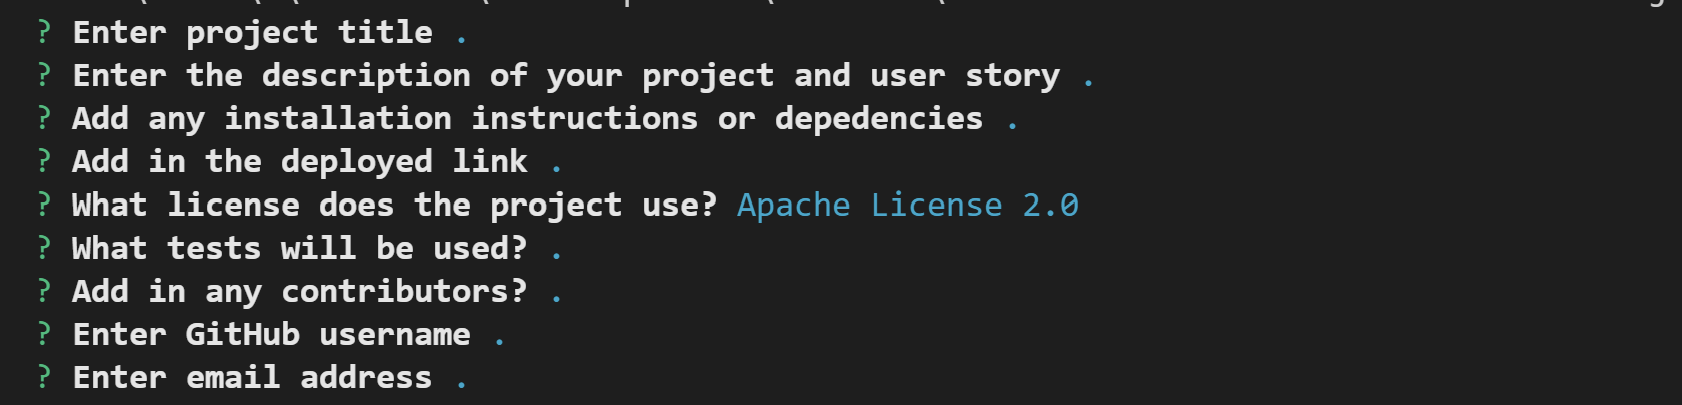 ? Enter project title .
? Enter the description of your project and user story .
? Add any installation instructions or depedencies .
? Add in the deployed link .
? What license does the project use? Apache License 2.0
? What tests will be used? .
? Add in any contributors? .
? Enter GitHub username .
? Enter email address .